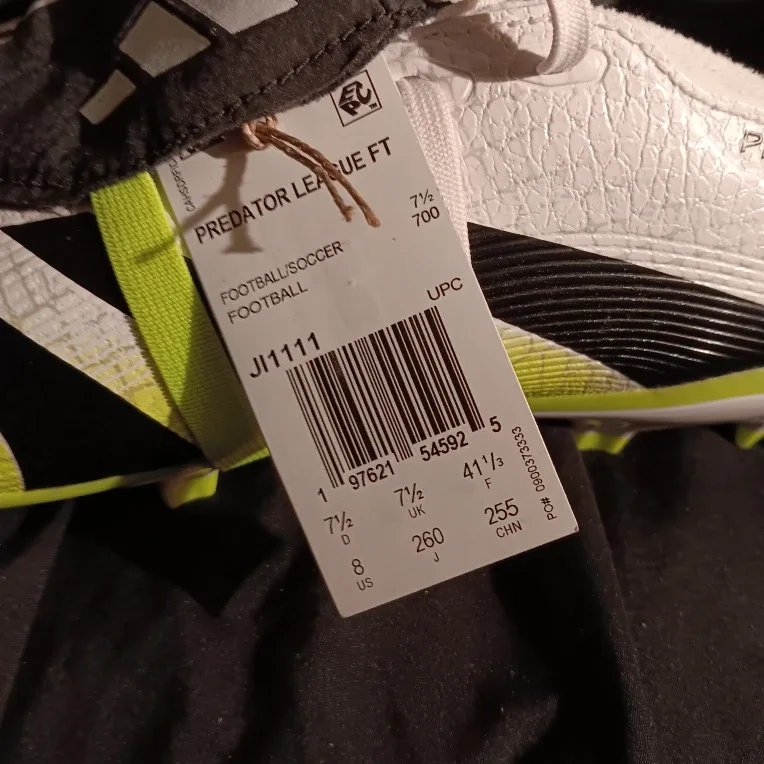 EPC™
PREDATOR LEAGUE FT
7½
700
FOOTBALL/SOCCER
FOOTBALL
UPC
JI1111
1 97621 54592 5
7½ 7½ 41⅓
D UK F
8 260 255
US J CHN
PO# 0900373333